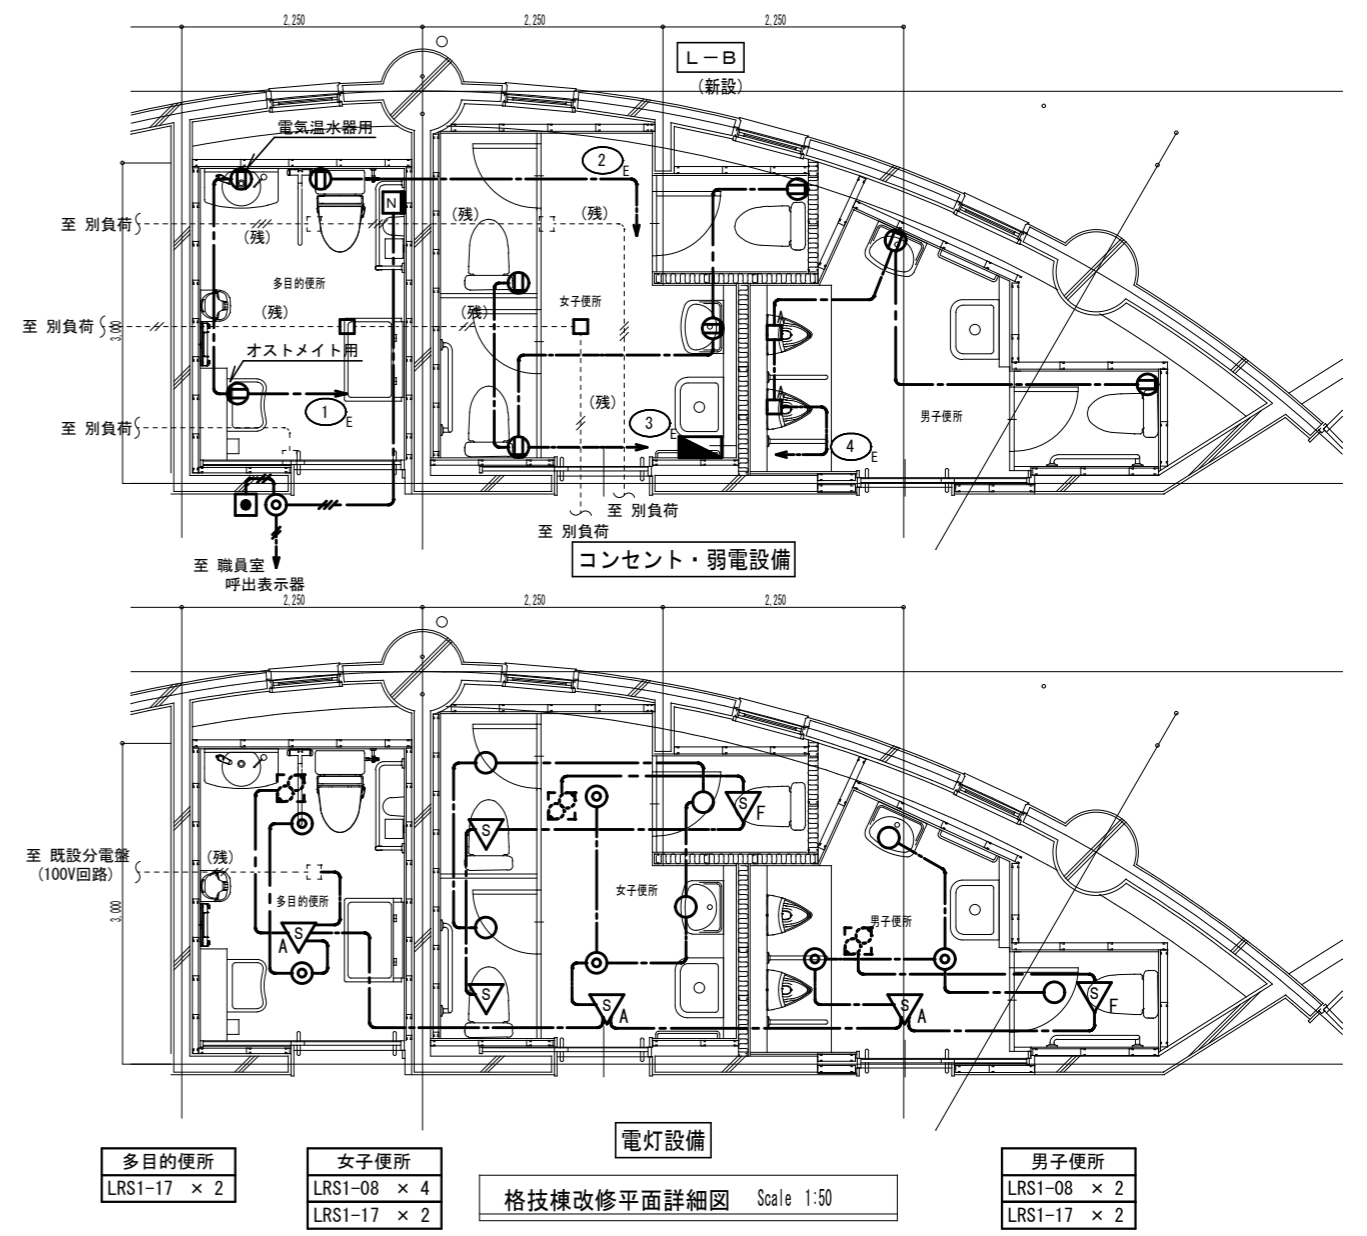 2,250
2,250
2,250
L-B
(新設)
電気温水器用
2
E
N
至 別負荷
(残)
(残)
(残)
多目的便所
女子便所
至 別負荷
(残)
(残)
3,000
オストメイト用
(残)
1
E
3
E
4
E
男子便所
至 別負荷
至 別負荷
至 別負荷
至 職員室
呼出表示器
コンセント・弱電設備
2,250
2,250
2,250
S
S
F
至 既設分電盤
(100V回路)
(残)
多目的便所
女子便所
男子便所
3,000
S
A
S
S
A
S
A
S
F
電灯設備
多目的便所
LRS1-17 × 2
女子便所
LRS1-08 × 4
LRS1-17 × 2
男子便所
LRS1-08 × 2
LRS1-17 × 2
格技棟改修平面詳細図 Scale 1:50